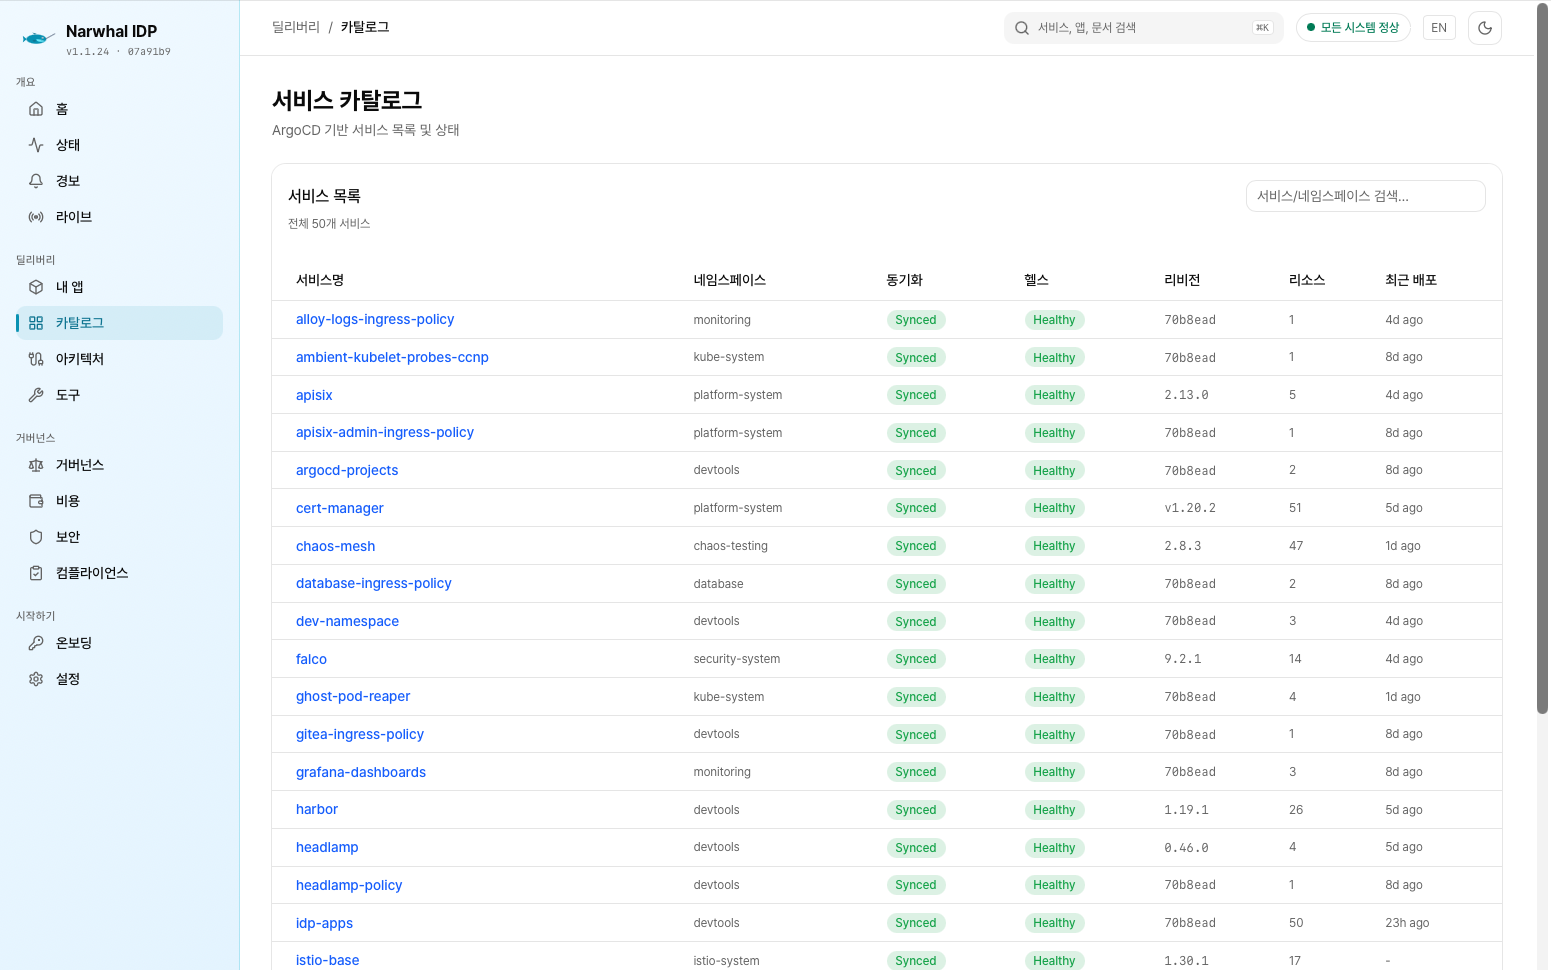 Narwhal IDP
v1.1.24 · 07a91b9
개요
홈
상태
경보
라이브
딜리버리
내 앱
카탈로그
아키텍처
도구
거버넌스
거버넌스
비용
보안
컴플라이언스
시작하기
온보딩
설정
딜리버리 / 카탈로그
서비스, 앱, 문서 검색 ⌘K
모든 시스템 정상
EN
서비스 카탈로그
ArgoCD 기반 서비스 목록 및 상태
서비스 목록
전체 50개 서비스
서비스/네임스페이스 검색...
서비스명 네임스페이스 동기화 헬스 리비전 리소스 최근 배포
alloy-logs-ingress-policy monitoring Synced Healthy 70b8ead 1 4d ago
ambient-kubelet-probes-ccnp kube-system Synced Healthy 70b8ead 1 8d ago
apisix platform-system Synced Healthy 2.13.0 5 4d ago
apisix-admin-ingress-policy platform-system Synced Healthy 70b8ead 1 8d ago
argocd-projects devtools Synced Healthy 70b8ead 2 8d ago
cert-manager platform-system Synced Healthy v1.20.2 51 5d ago
chaos-mesh chaos-testing Synced Healthy 2.8.3 47 1d ago
database-ingress-policy database Synced Healthy 70b8ead 2 8d ago
dev-namespace devtools Synced Healthy 70b8ead 3 4d ago
falco security-system Synced Healthy 9.2.1 14 4d ago
ghost-pod-reaper kube-system Synced Healthy 70b8ead 4 1d ago
gitea-ingress-policy devtools Synced Healthy 70b8ead 1 8d ago
grafana-dashboards monitoring Synced Healthy 70b8ead 3 8d ago
harbor devtools Synced Healthy 1.19.1 26 5d ago
headlamp devtools Synced Healthy 0.46.0 4 5d ago
headlamp-policy devtools Synced Healthy 70b8ead 1 8d ago
idp-apps devtools Synced Healthy 70b8ead 50 23h ago
istio-base istio-system Synced Healthy 1.30.1 17 -